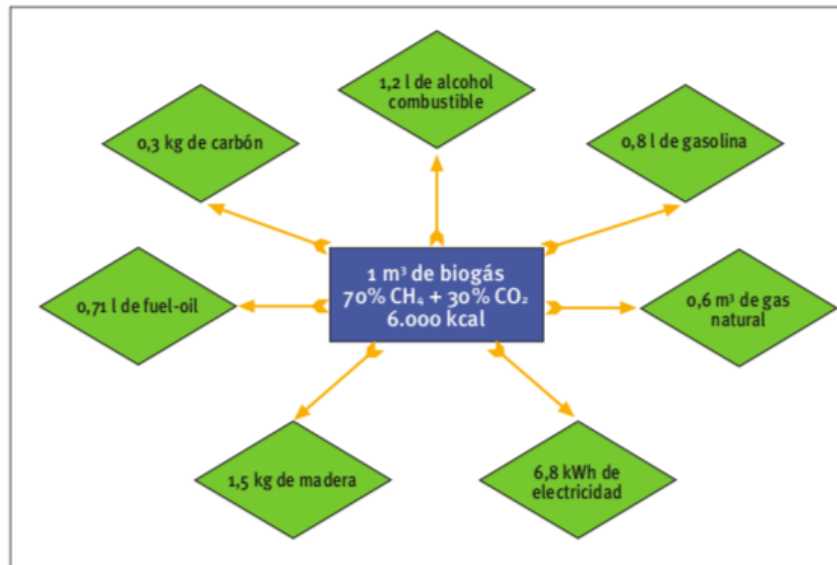 1,2 l de alcohol
combustible
0,3 kg de carbón
0,8 l de gasolina
1 m³ de biogás
70% CH₄ + 30% CO₂
6.000 kcal
0,71 l de fuel-oil
0,6 m³ de gas
natural
1,5 kg de madera
6,8 kWh de
electricidad